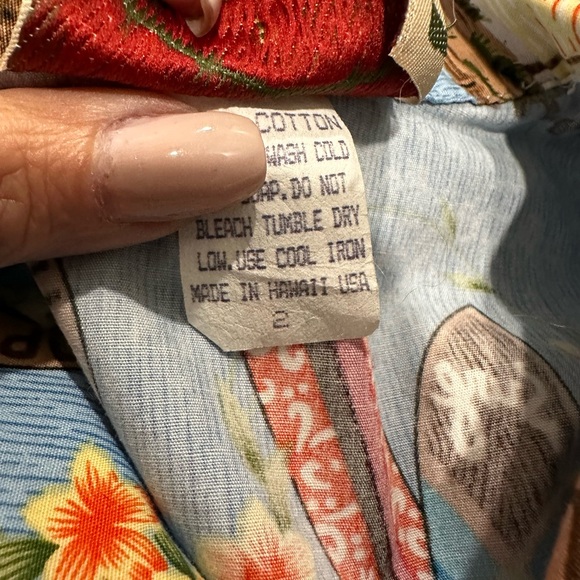 COTTON
WASH COLD
SOAP. DO NOT
BLEACH TUMBLE DRY
LOW. USE COOL IRON
MADE IN HAWAII USA
2